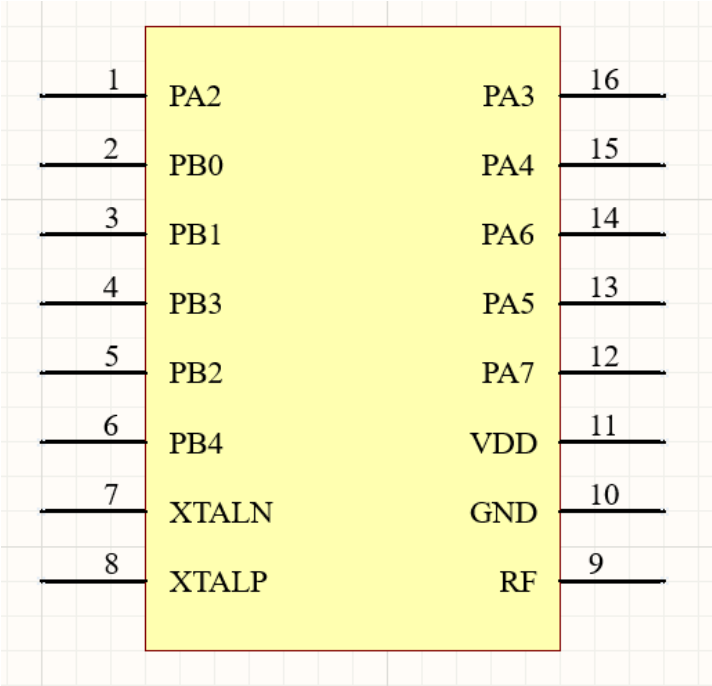 1 PA2 PA3 16
2 PB0 PA4 15
3 PB1 PA6 14
4 PB3 PA5 13
5 PB2 PA7 12
6 PB4 VDD 11
7 XTALN GND 10
8 XTALP RF 9